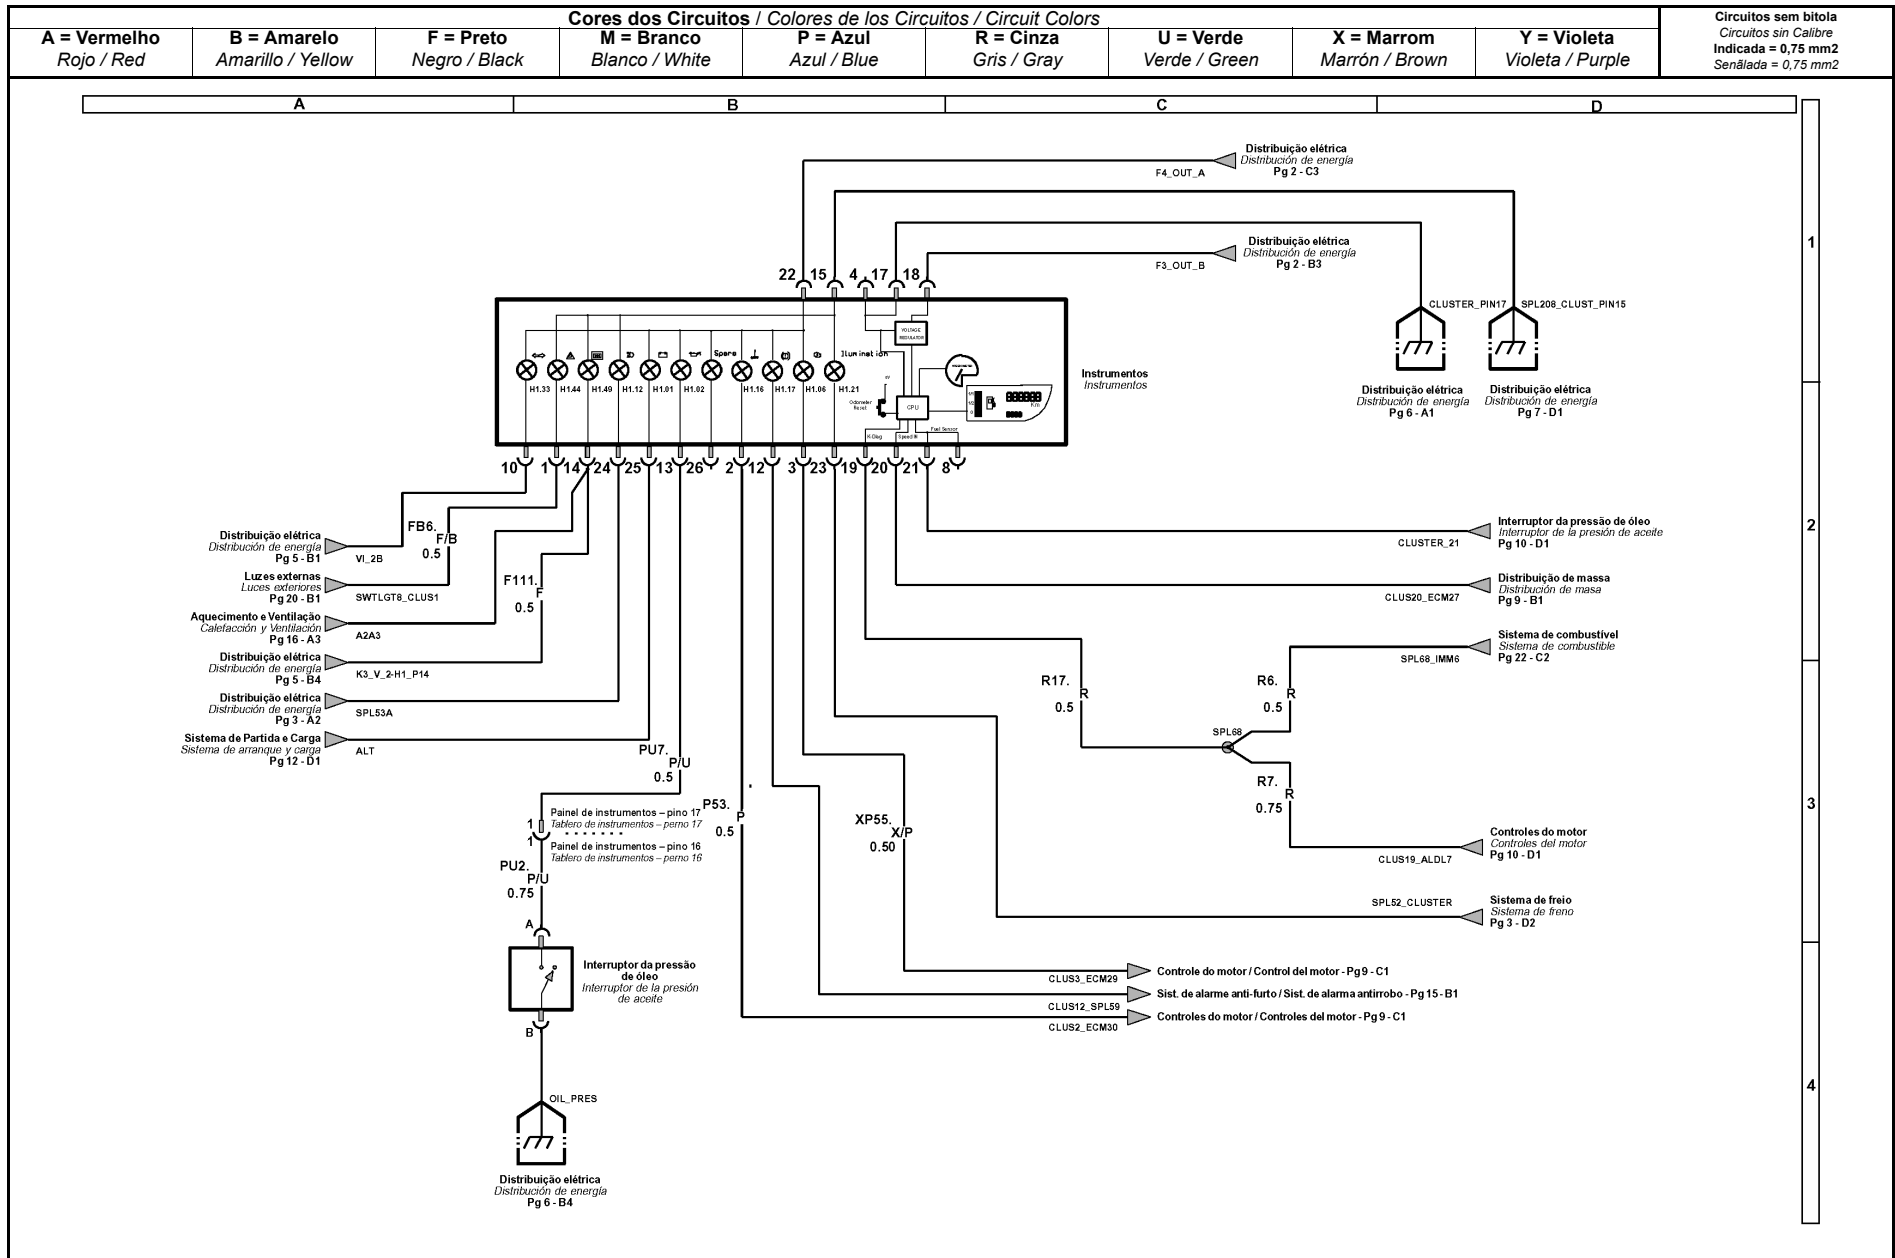 Cores dos Circuitos / Colores de los Circuitos / Circuit Colors
A = Vermelho
Rojo / Red
B = Amarelo
Amarillo / Yellow
F = Preto
Negro / Black
M = Branco
Blanco / White
P = Azul
Azul / Blue
R = Cinza
Gris / Gray
U = Verde
Verde / Green
X = Marrom
Marrón / Brown
Y = Violeta
Violeta / Purple
Circuitos sem bitola
Circuitos sin Calibre
Indicada = 0,75 mm2
Senãlada = 0,75 mm2
A
B
C
D
1
2
3
4
Distribuição elétrica
Distribución de energía
Pg 2 - C3
F4_OUT_A
Distribuição elétrica
Distribución de energía
Pg 2 - B3
F3_OUT_B
22 15 4 17 18
CLUSTER_PIN17
SPL208_CLUST_PIN15
Distribuição elétrica
Distribución de energía
Pg 6 - A1
Distribuição elétrica
Distribución de energía
Pg 7 - D1
VOLTAGE
REGULATOR
Spare
Ilumination
H1.33 H1.44 H1.49 H1.12 H1.01 H1.02 H1.16 H1.17 H1.06 H1.21
Odometer
Reset
CPU
1/1
1/2
0
Km
K-Diag
Speed IN
Fuel Sensor
Instrumentos
Instrumentos
10 1 14 24 25 13 26 2 12 3 23 19 20 21 8
Distribuição elétrica
Distribución de energía
Pg 5 - B1
VI_2B
FB6.
F/B
0.5
Luzes externas
Luces exteriores
Pg 20 - B1
SWTLGT8_CLUS1
F111.
F
0.5
Aquecimento e Ventilação
Calefacción y Ventilación
Pg 16 - A3
A2A3
Distribuição elétrica
Distribución de energía
Pg 5 - B4
K3_V_2-H1_P14
Distribuição elétrica
Distribución de energía
Pg 3 - A2
SPL53A
Sistema de Partida e Carga
Sistema de arranque y carga
Pg 12 - D1
ALT
PU7.
P/U
0.5
1
Painel de instrumentos – pino 17
Tablero de instrumentos – perno 17
1
Painel de instrumentos – pino 16
Tablero de instrumentos – perno 16
PU2.
P/U
0.75
A
Interruptor da pressão
de óleo
Interruptor de la presión
de aceite
B
OIL_PRES
Distribuição elétrica
Distribución de energía
Pg 6 - B4
P53.
P
0.5
XP55.
X/P
0.50
Interruptor da pressão de óleo
Interruptor de la presión de aceite
Pg 10 - D1
CLUSTER_21
Distribuição de massa
Distribución de masa
Pg 9 - B1
CLUS20_ECM27
Sistema de combustível
Sistema de combustible
Pg 22 - C2
SPL68_IMM6
R17.
R
0.5
R6.
R
0.5
SPL68
R7.
R
0.75
Controles do motor
Controles del motor
Pg 10 - D1
CLUS19_ALDL7
SPL52_CLUSTER
Sistema de freio
Sistema de freno
Pg 3 - D2
CLUS3_ECM29
Controle do motor / Control del motor - Pg 9 - C1
CLUS12_SPL59
Sist. de alarme anti-furto / Sist. de alarma antirrobo - Pg 15 - B1
CLUS2_ECM30
Controles do motor / Controles del motor - Pg 9 - C1